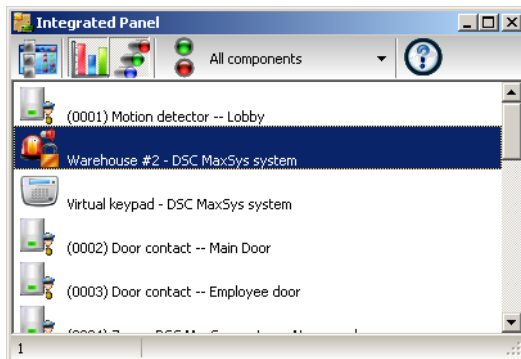 Integrated Panel
All components
(0001) Motion detector -- Lobby
Warehouse #2 - DSC MaxSys system
Virtual keypad - DSC MaxSys system
(0002) Door contact -- Main Door
(0003) Door contact -- Employee door
1